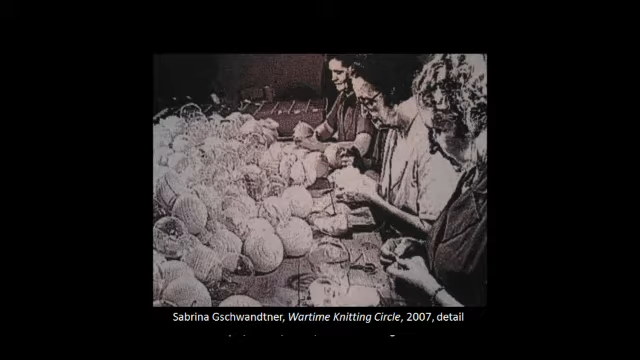 Sabrina Gschwandtner, Wartime Knitting Circle, 2007, detail